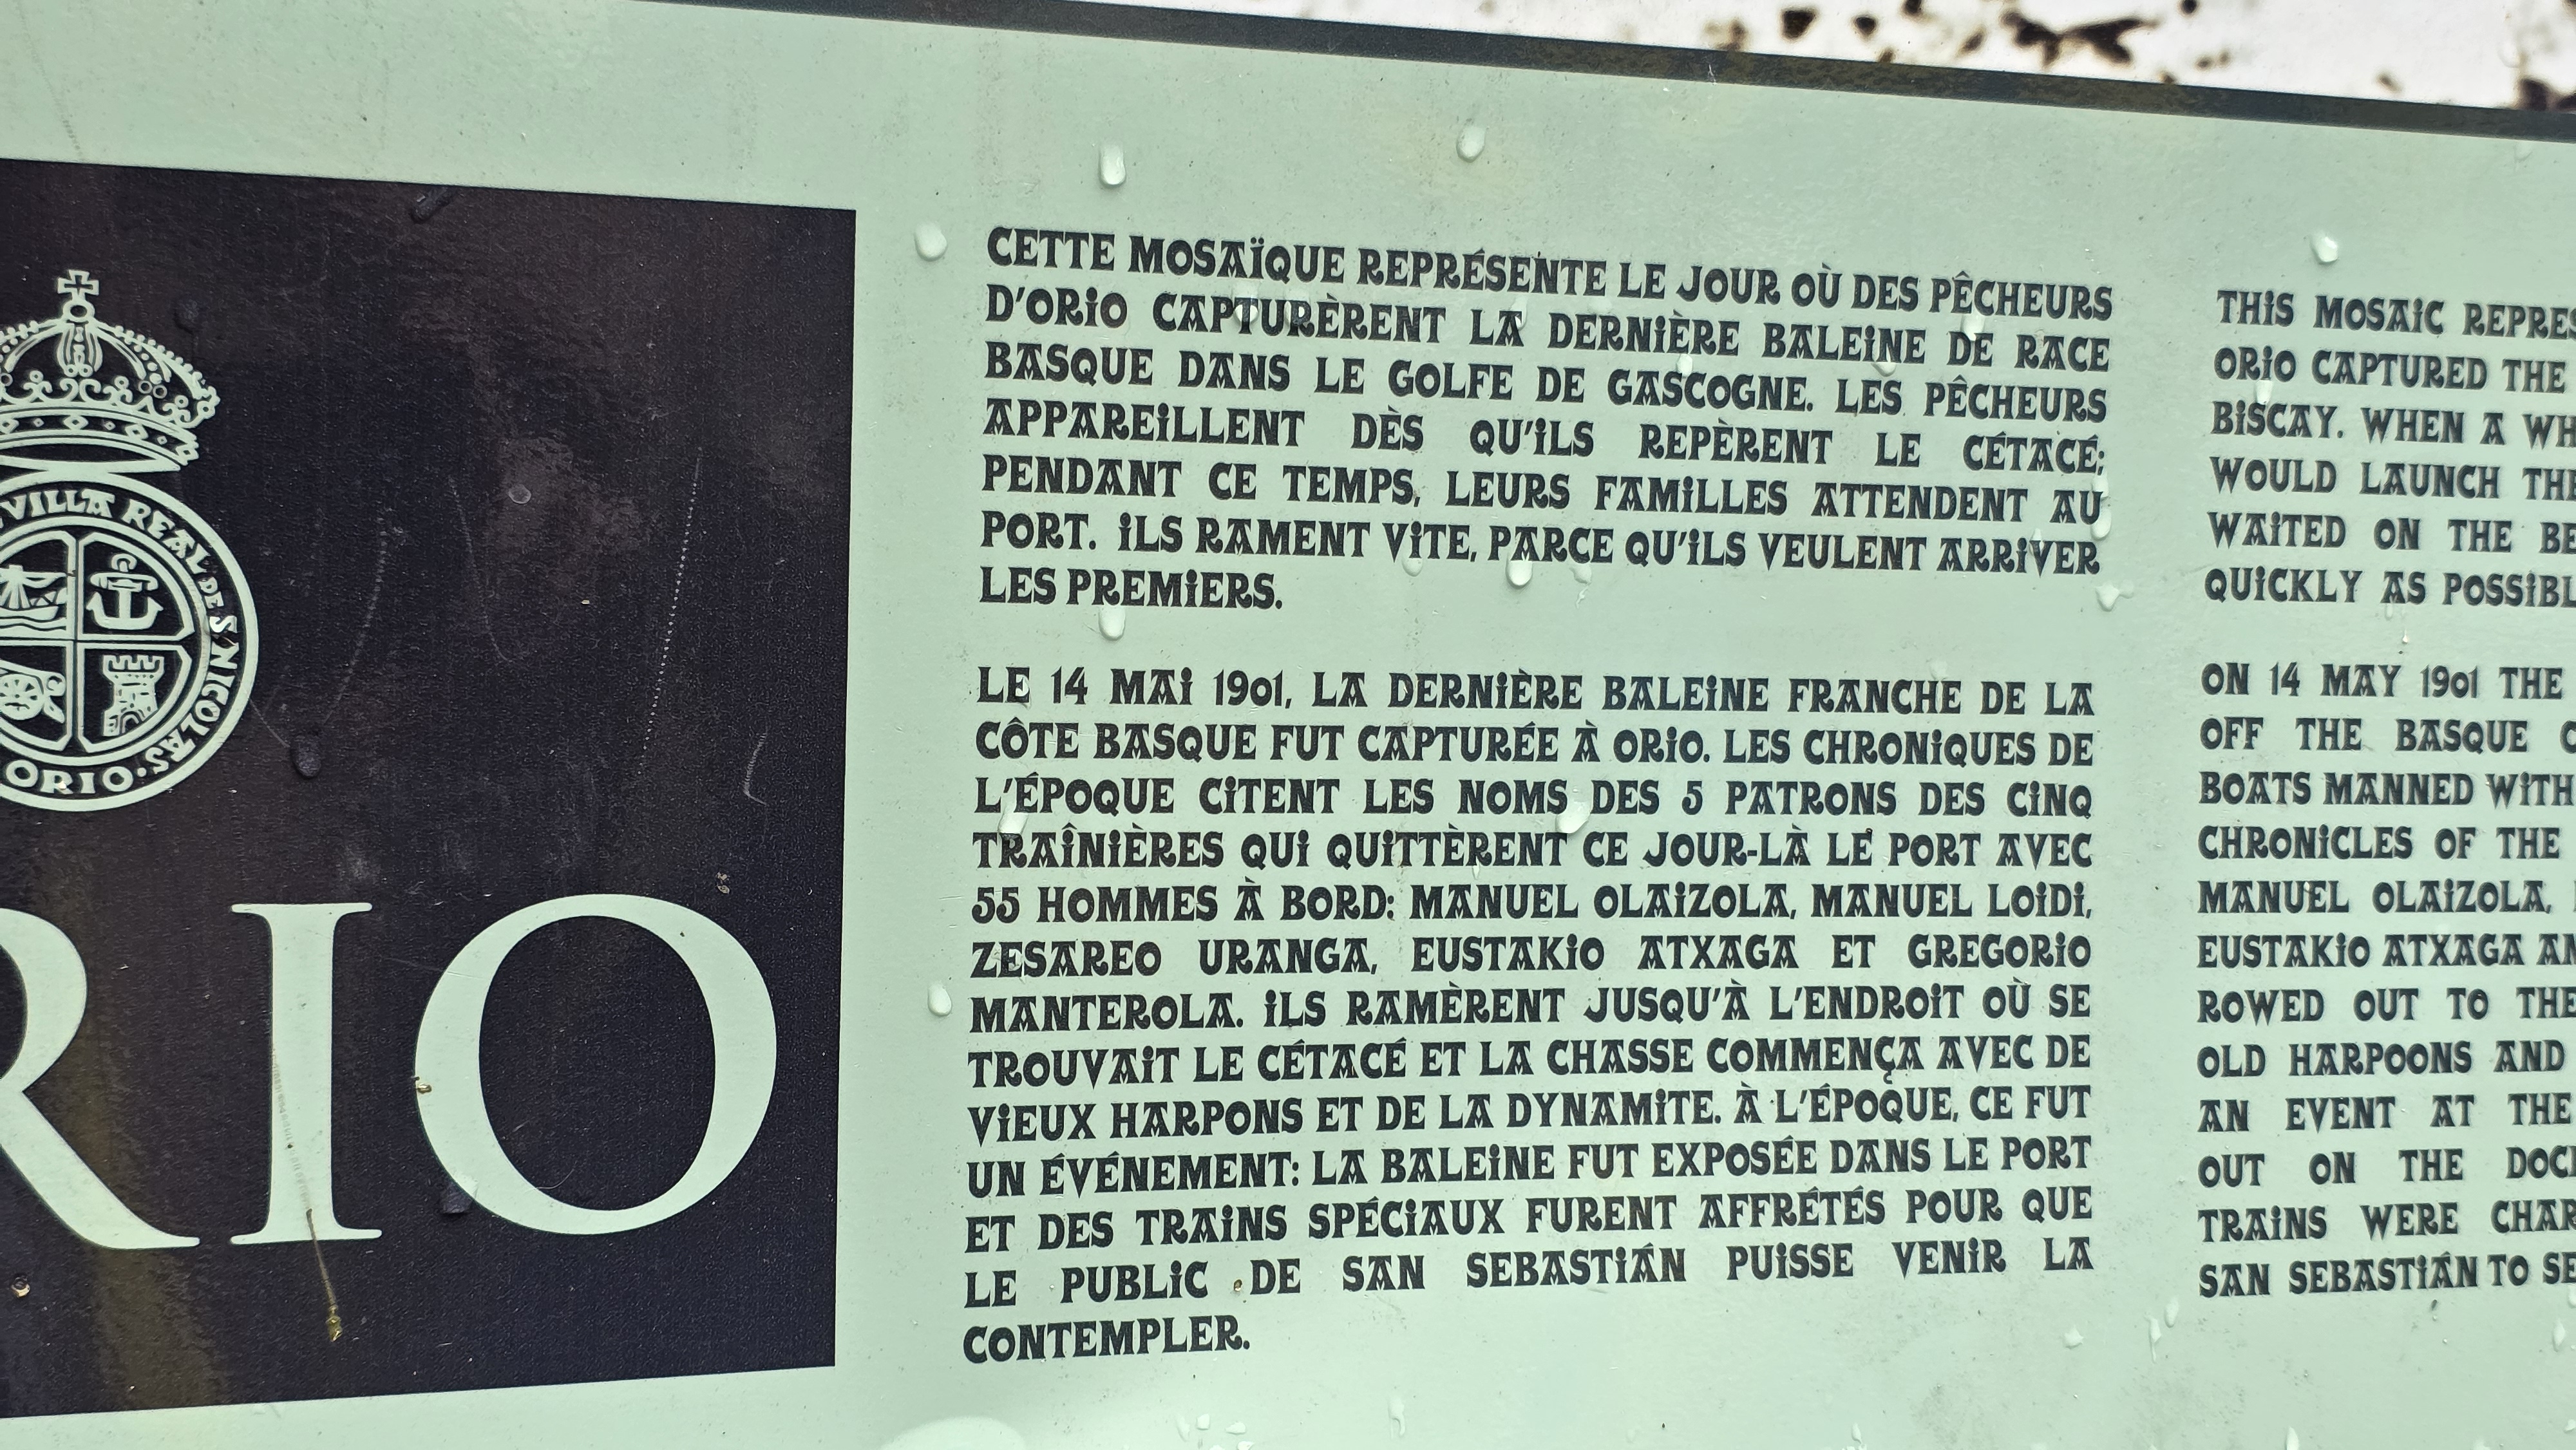 VILLA REAL DE S. NICOLAS
ORIO
RIO
CETTE MOSAÏQUE REPRÉSENTE LE JOUR OÙ DES PÊCHEURS
D'ORIO CAPTURÈRENT LA DERNIÈRE BALEINE DE RACE
BASQUE DANS LE GOLFE DE GASCOGNE. LES PÊCHEURS
APPAREILLENT DÈS QU'ILS REPÈRENT LE CÉTACÉ;
PENDANT CE TEMPS, LEURS FAMILLES ATTENDENT AU
PORT. ILS RAMENT VITE, PARCE QU'ILS VEULENT ARRIVER
LES PREMIERS.
LE 14 MAI 1901, LA DERNIÈRE BALEINE FRANCHE DE LA
CÔTE BASQUE FUT CAPTURÉE À ORIO. LES CHRONIQUES DE
L'ÉPOQUE CITENT LES NOMS DES 5 PATRONS DES CINQ
TRAÎNIÈRES QUI QUITTÈRENT CE JOUR-LÀ LE PORT AVEC
55 HOMMES À BORD: MANUEL OLAIZOLA, MANUEL LOIDI,
ZESAREO URANGA, EUSTAKIO ATXAGA ET GREGORIO
MANTEROLA. ILS RAMÈRENT JUSQU'À L'ENDROIT OÙ SE
TROUVAIT LE CÉTACÉ ET LA CHASSE COMMENÇA AVEC DE
VIEUX HARPONS ET DE LA DYNAMITE. À L'ÉPOQUE, CE FUT
UN ÉVÉNEMENT: LA BALEINE FUT EXPOSÉE DANS LE PORT
ET DES TRAINS SPÉCIAUX FURENT AFFRÉTÉS POUR QUE
LE PUBLIC DE SAN SEBASTIÁN PUISSE VENIR LA
CONTEMPLER.
THIS MOSAIC REPRES
ORIO CAPTURED THE
BISCAY. WHEN A WH
WOULD LAUNCH THE
WAITED ON THE BE
QUICKLY AS POSSIBL
ON 14 MAY 1901 THE
OFF THE BASQUE C
BOATS MANNED WITH
CHRONICLES OF THE
MANUEL OLAIZOLA,
EUSTAKIO ATXAGA AN
ROWED OUT TO THE
OLD HARPOONS AND
AN EVENT AT THE
OUT ON THE DOC
TRAINS WERE CHAR
SAN SEBASTIÁN TO SE